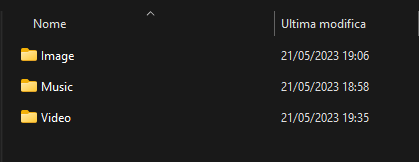 Nome Ultima modifica
Image 21/05/2023 19:06
Music 21/05/2023 18:58
Video 21/05/2023 19:35